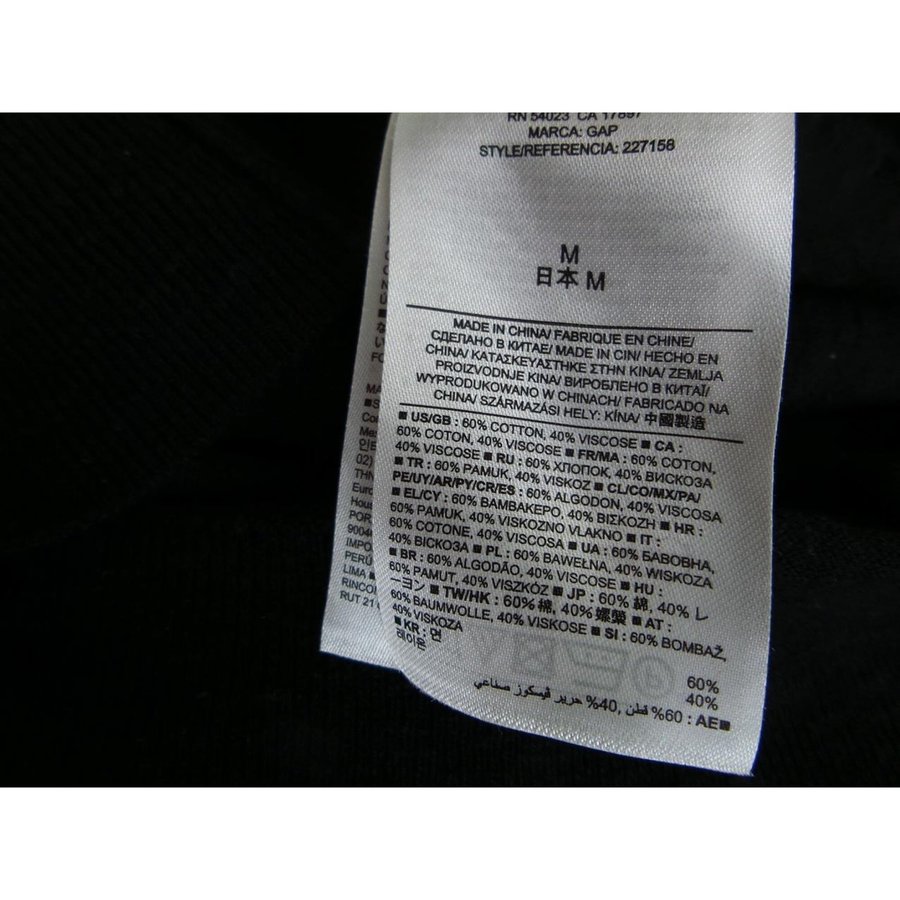 RN 54023 CA 17897
MARCA: GAP
STYLE/REFERENCIA: 227158
M
日本 M
MADE IN CHINA/ FABRIQUE EN CHINE/
СДЕЛАНО В КИТАЕ/ MADE IN CIN/ HECHO EN
CHINA/ ΚΑΤΑΣΚΕΥΑΣΤΗΚΕ ΣΤΗΝ ΚΙΝΑ/ ZEMLJA
PROIZVODNJE KINA/ ВИРОБЛЕНО В КИТАЇ/
WYPRODUKOWANO W CHINACH/ FABRICADO NA
CHINA/ SZÁRMAZÁSI HELY: KÍNA/ 中國製造
■ US/GB : 60% COTTON, 40% VISCOSE ■ CA :
60% COTON, 40% VISCOSE ■ FR/MA : 60% COTON,
40% VISCOSE ■ RU : 60% ХЛОПОК, 40% ВИСКОЗА
■ TR : 60% PAMUK, 40% VISKOZ ■ CL/CO/MX/PA/
PE/UY/AR/PY/CR/ES : 60% ALGODON, 40% VISCOSA
■ EL/CY : 60% ΒΑΜΒΑΚΕΡΟ, 40% ΒΙΣΚΟΖΗ ■ HR :
60% PAMUK, 40% VISKOZNO VLAKNO ■ IT :
60% COTONE, 40% VISCOSA ■ UA : 60% БАВОВНА,
40% ВІСКОЗА ■ PL : 60% BAWEŁNA, 40% WISKOZA
■ BR : 60% ALGODÃO, 40% VISCOSE ■ HU :
60% PAMUT, 40% VISZKÓZ ■ JP : 60% 綿, 40% レ
ーヨン ■ TW/HK : 60% 棉, 40% 嫘縈 ■ AT :
60% BAUMWOLLE, 40% VISKOSE ■ SI : 60% BOMBAŽ,
40% VISKOZA
■ KR : 면 60%
레이온 40%
■AE : 60% قطن, 40% حرير ڤيسكوز صناعي